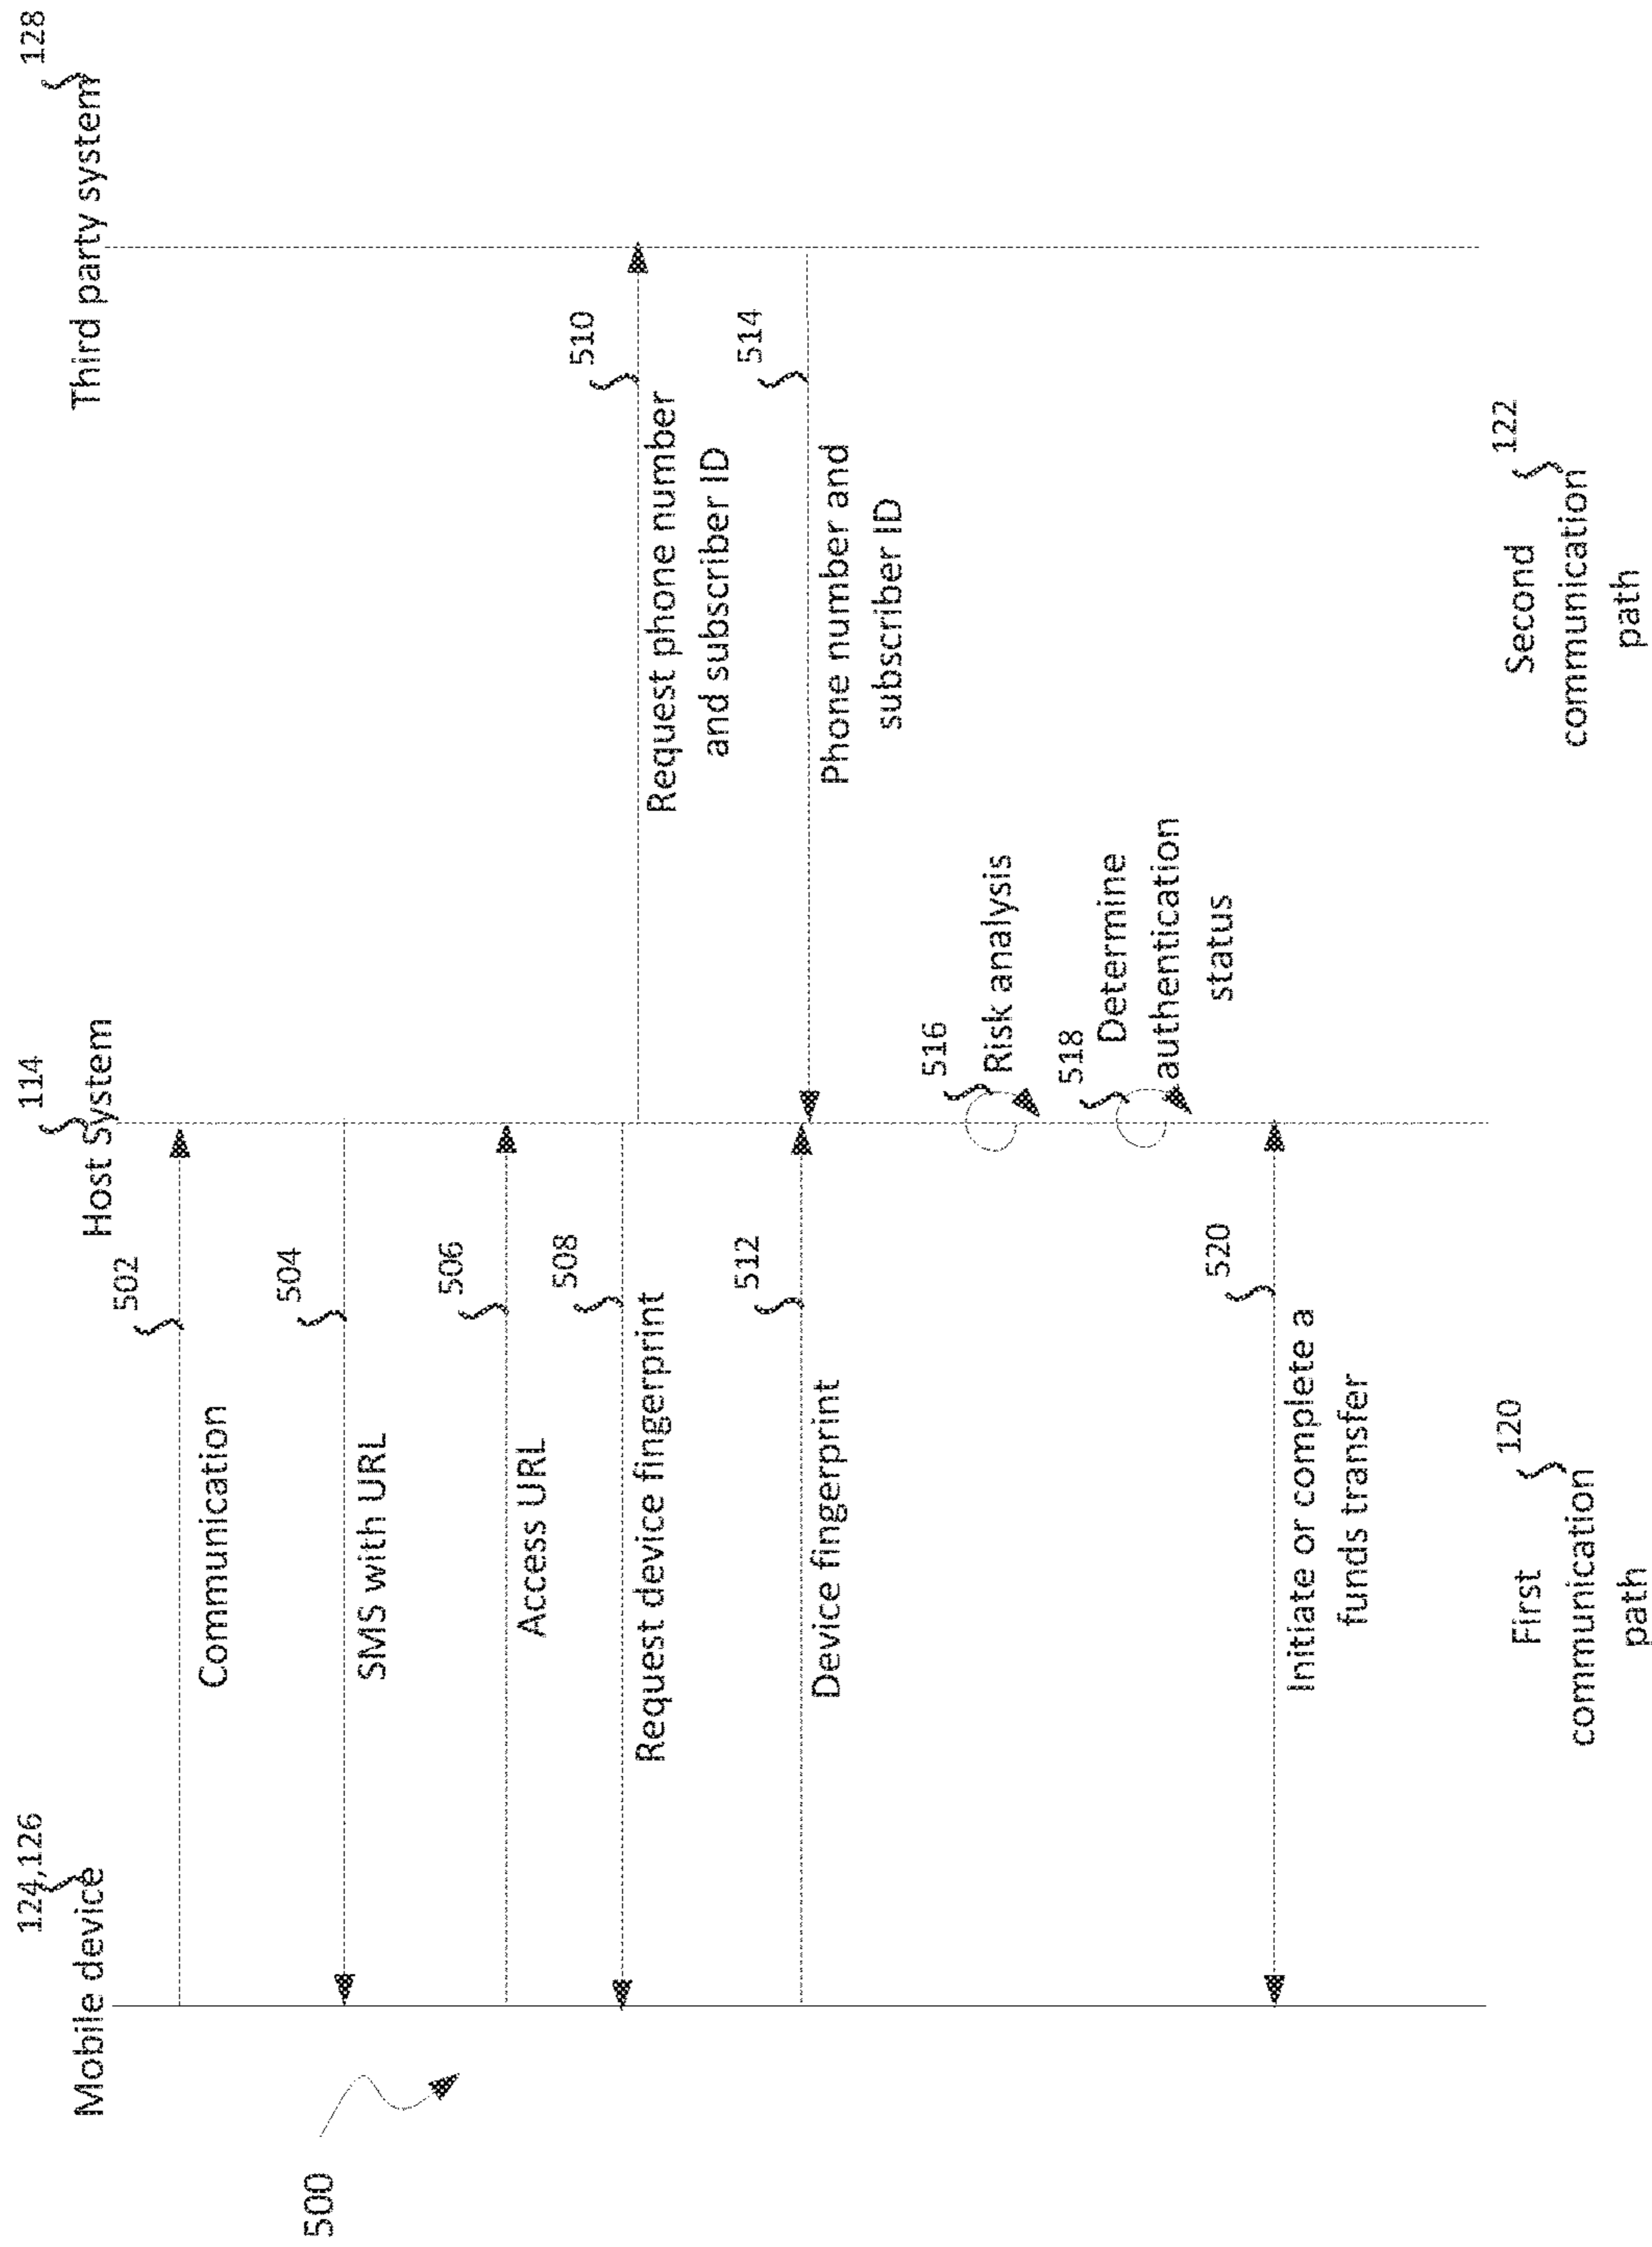 124,126
Mobile device
114
Host System
128
Third party system
500
502
Communication
504
SMS with URL
506
Access URL
508
Request device fingerprint
510
Request phone number
and subscriber ID
512
Device fingerprint
514
Phone number and
subscriber ID
516
Risk analysis
518
Determine
authentication
status
520
Initiate or complete a
funds transfer
120
First
communication
path
122
Second
communication
path